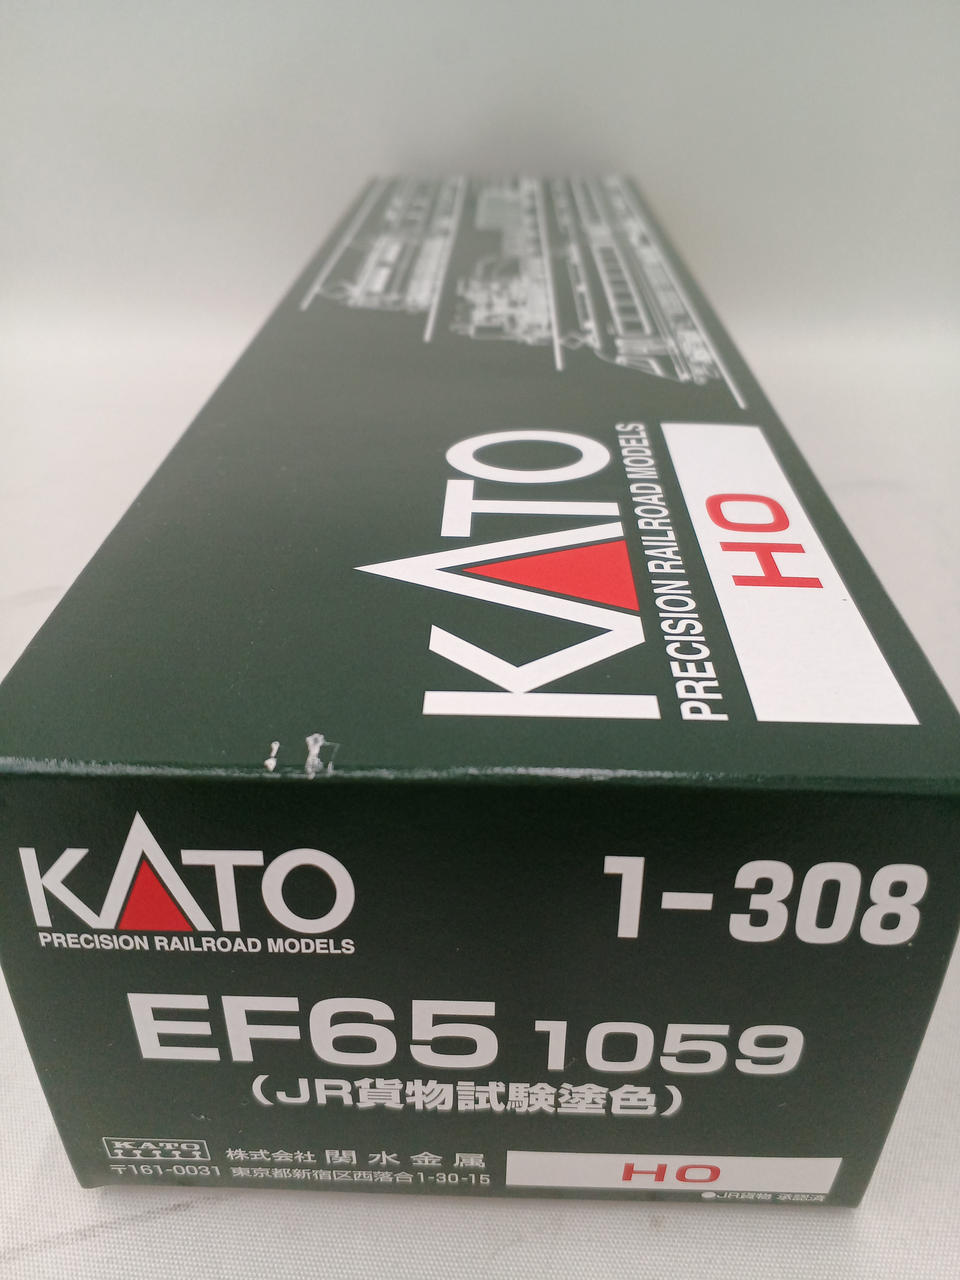 KATO
PRECISION RAILROAD MODELS
HO
KATO
PRECISION RAILROAD MODELS
1-308
EF65 1059
(JR貨物試験塗色)
KATO
株式会社 関水金属
〒161-0031 東京都新宿区西落合1-30-15
HO
●JR貨物 承認済